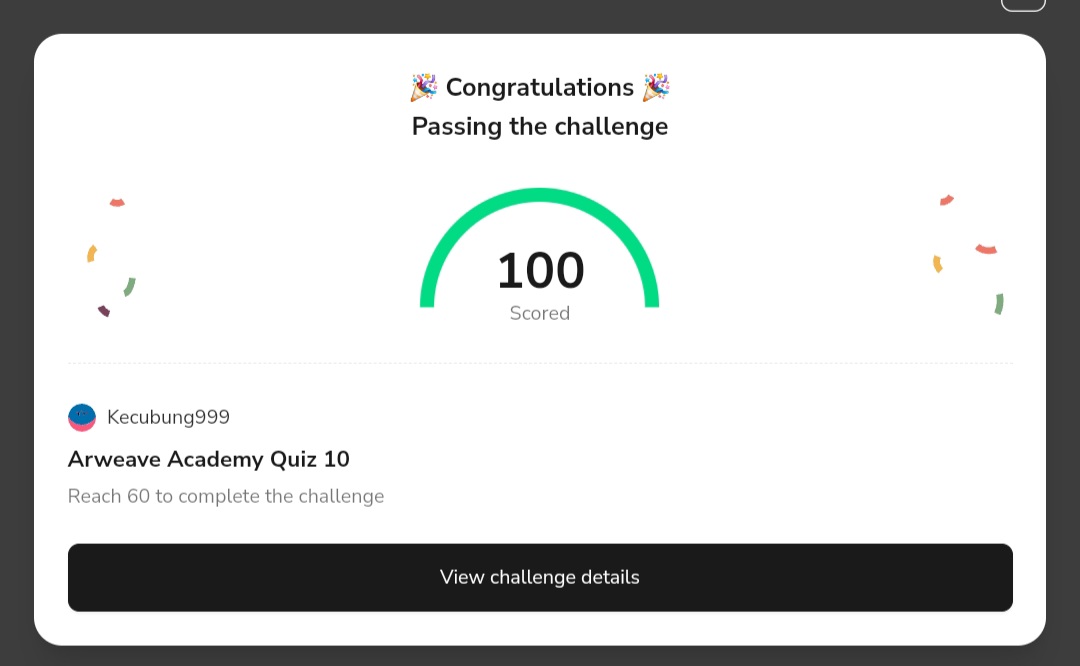 🎉 Congratulations 🎉
Passing the challenge
100
Scored
Kecubung999
Arweave Academy Quiz 10
Reach 60 to complete the challenge
View challenge details